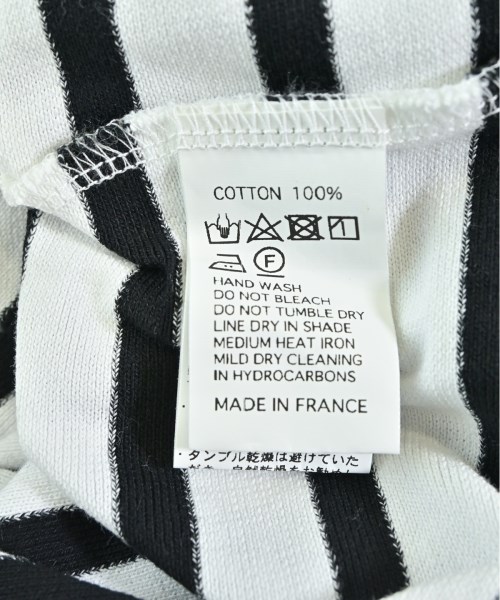 COTTON 100%
F
HAND WASH
DO NOT BLEACH
DO NOT TUMBLE DRY
LINE DRY IN SHADE
MEDIUM HEAT IRON
MILD DRY CLEANING
IN HYDROCARBONS
MADE IN FRANCE
・タンブル乾燥は避けていた